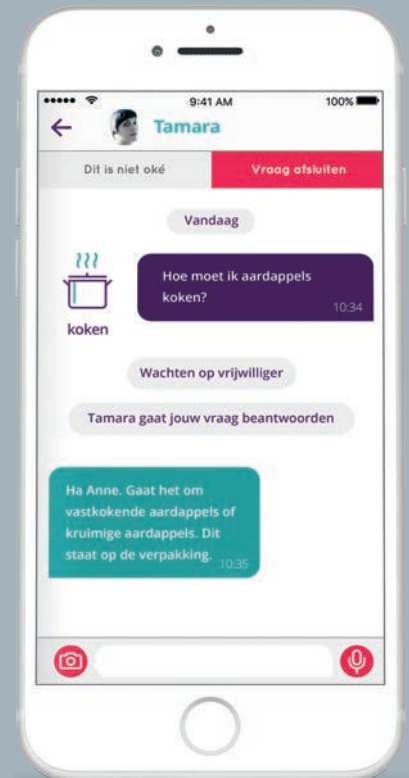 9:41 AM
100%
Tamara
Dit is niet oké
Vraag afsluiten
Vandaag
Hoe moet ik aardappels
koken?
10:34
koken
Wachten op vrijwilliger
Tamara gaat jouw vraag beantwoorden
Ha Anne. Gaat het om
vastkokende aardappels of
kruimige aardappels. Dit
staat op de verpakking.
10:35